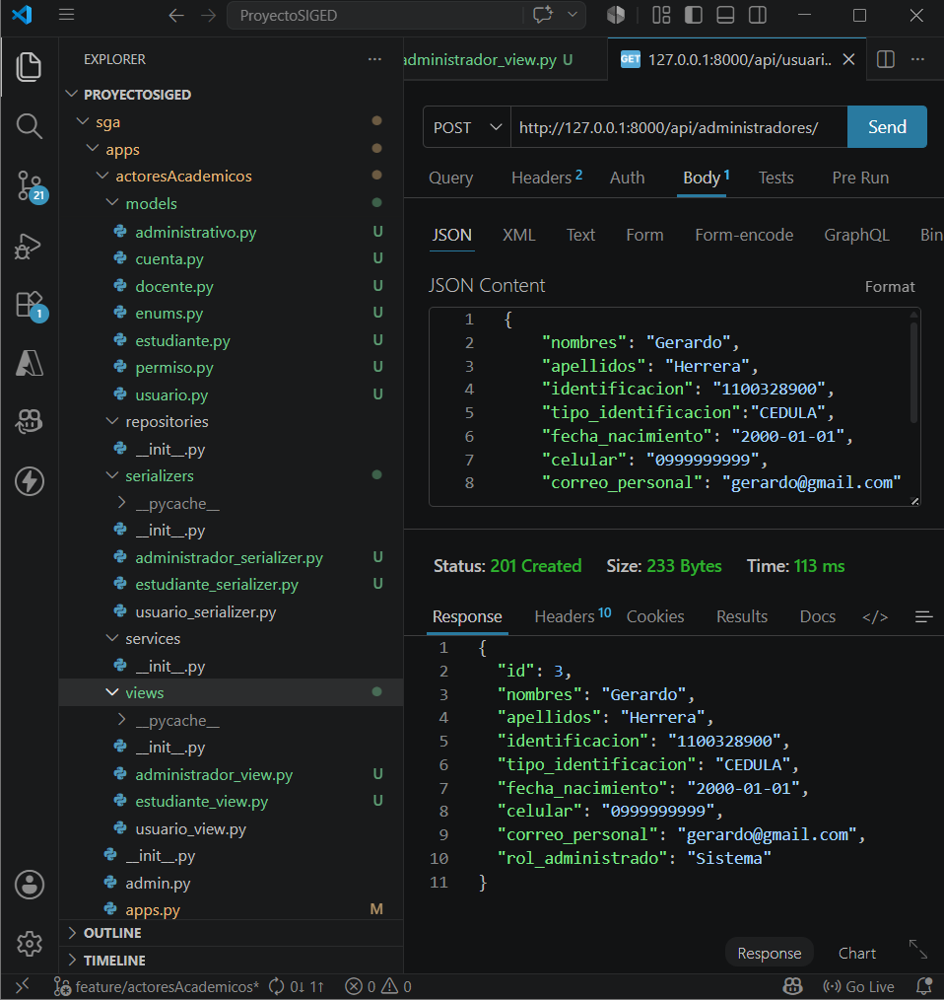 ProyectoSIGED
EXPLORER
PROYECTOSIGED
sga
apps
actoresAcademicos
models
administrativo.py U
cuenta.py U
docente.py U
enums.py U
estudiante.py U
permiso.py U
usuario.py U
repositories
__init__.py
serializers
__pycache__
__init__.py
administrador_serializer.py U
estudiante_serializer.py U
usuario_serializer.py
services
__init__.py
views
__pycache__
__init__.py
administrador_view.py U
estudiante_view.py U
usuario_view.py
__init__.py
admin.py
apps.py M
OUTLINE
TIMELINE
21
1
administrador_view.py U
GET 127.0.0.1:8000/api/usuari..
POST http://127.0.0.1:8000/api/administradores/ Send
Query Headers 2 Auth Body 1 Tests Pre Run
JSON XML Text Form Form-encode GraphQL Bin
JSON Content Format
1 {
2 "nombres": "Gerardo",
3 "apellidos": "Herrera",
4 "identificacion": "1100328900",
5 "tipo_identificacion":"CEDULA",
6 "fecha_nacimiento": "2000-01-01",
7 "celular": "0999999999",
8 "correo_personal": "gerardo@gmail.com"
Status: 201 Created Size: 233 Bytes Time: 113 ms
Response Headers 10 Cookies Results Docs </>
1 {
2 "id": 3,
3 "nombres": "Gerardo",
4 "apellidos": "Herrera",
5 "identificacion": "1100328900",
6 "tipo_identificacion": "CEDULA",
7 "fecha_nacimiento": "2000-01-01",
8 "celular": "0999999999",
9 "correo_personal": "gerardo@gmail.com",
10 "rol_administrado": "Sistema"
11 }
Response Chart
feature/actoresAcademicos* 0↓ 1↑ 0 0 Go Live